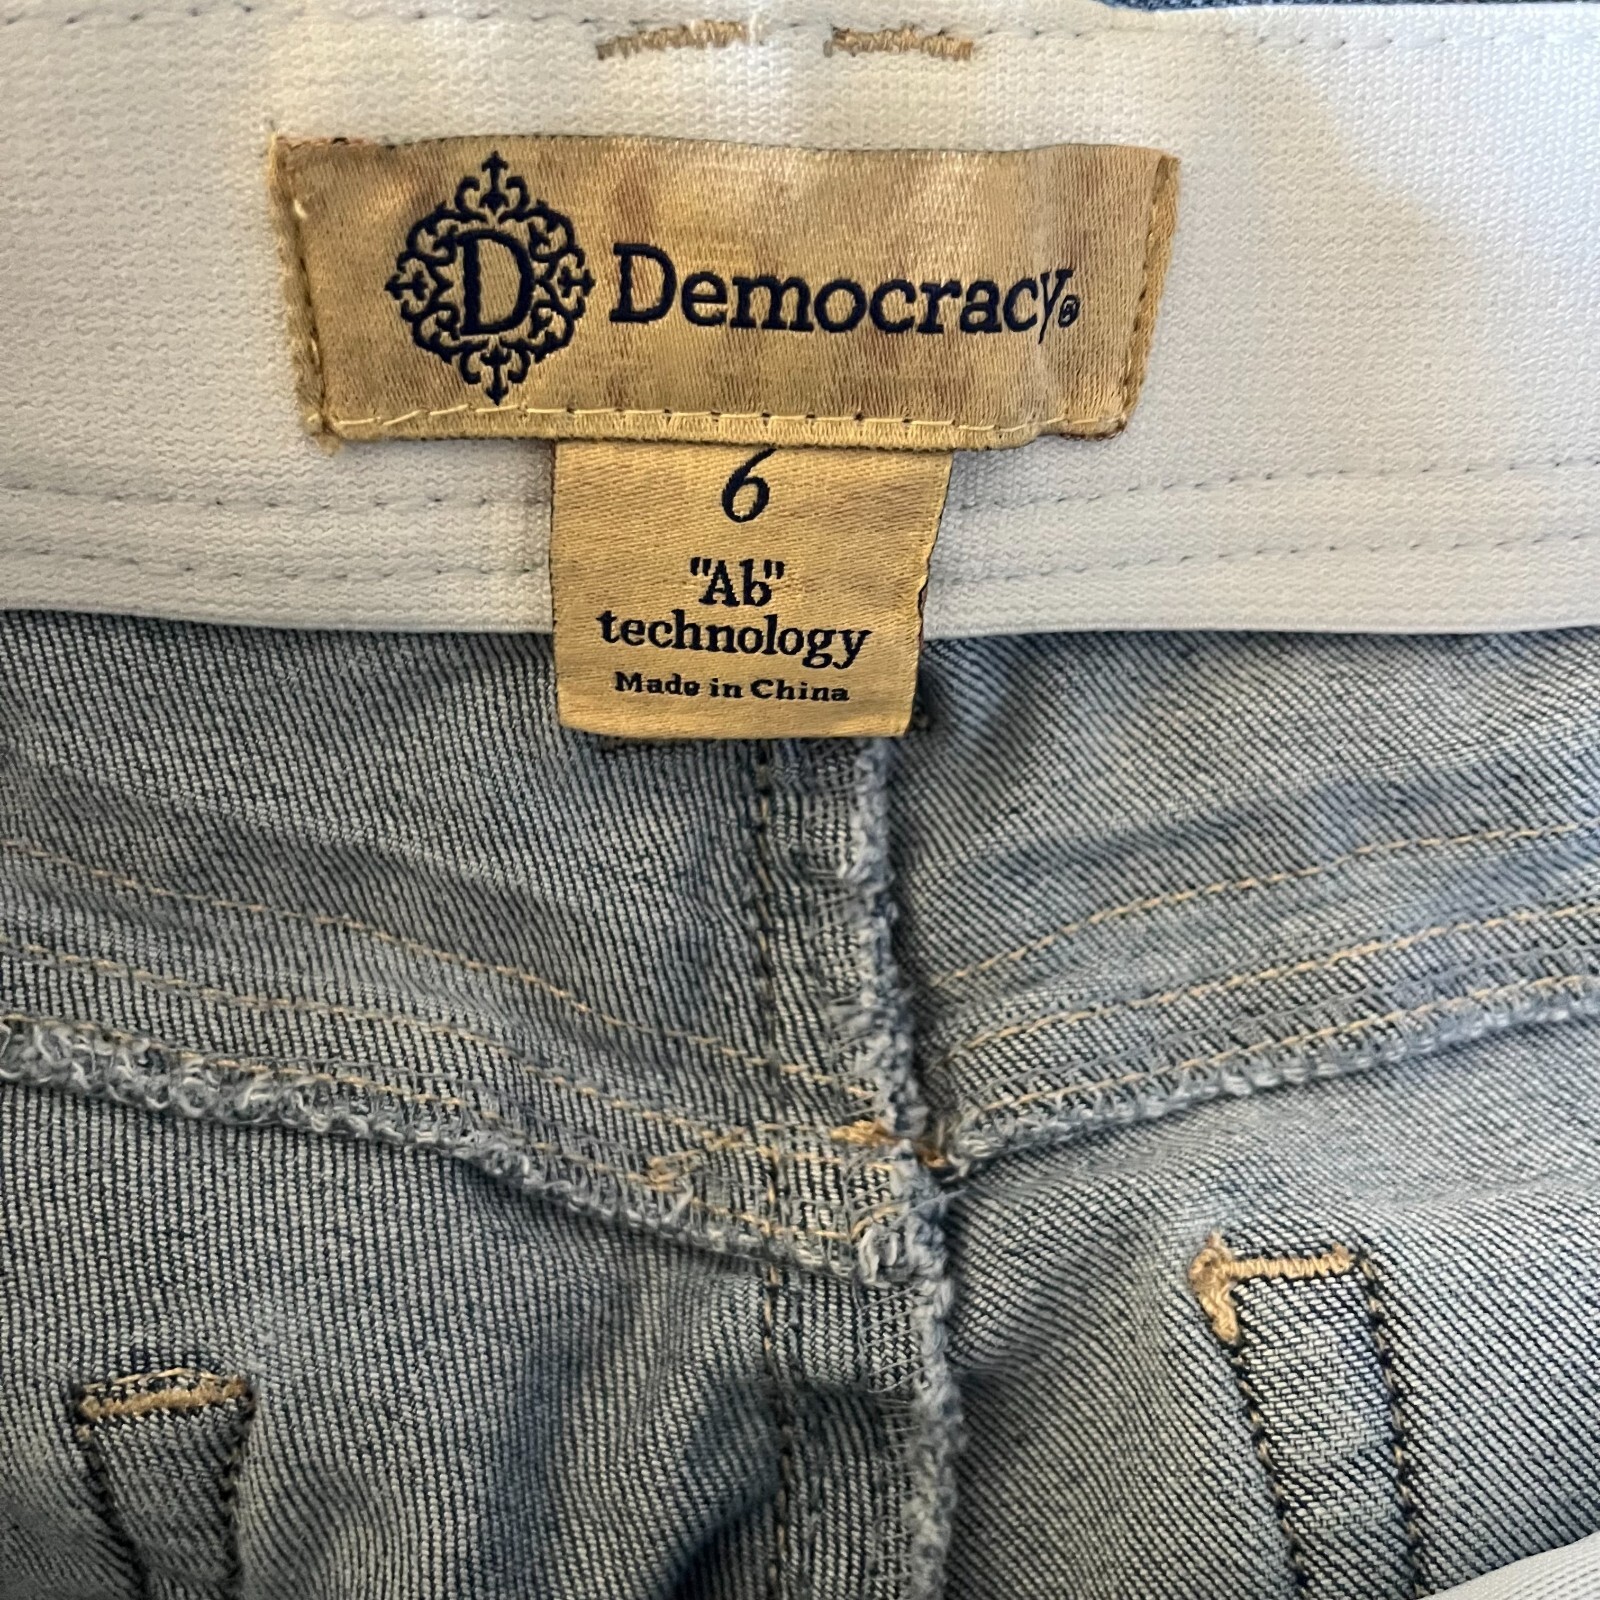 D Democracy®
6
"Ab"
technology
Made in China